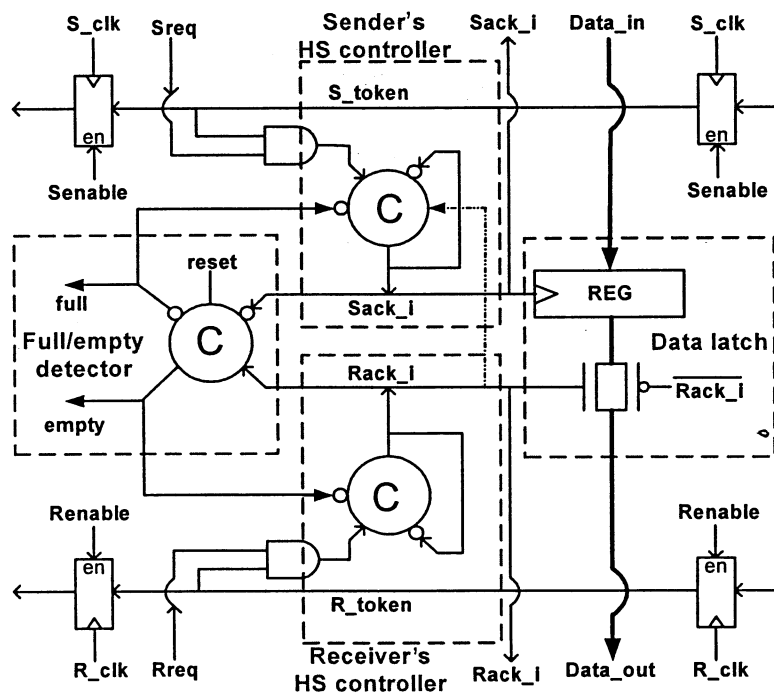 S_clk
Sreq
Sender's
HS controller
Sack_i
Data_in
S_clk
S_token
en
en
Senable
C
Senable
reset
full
Sack_i
REG
Full/empty
detector
C
Data latch
Rack_i
Rack_i
empty
C
Renable
Renable
en
en
R_token
R_clk
Rreq
Receiver's
HS controller
Rack_i
Data_out
R_clk